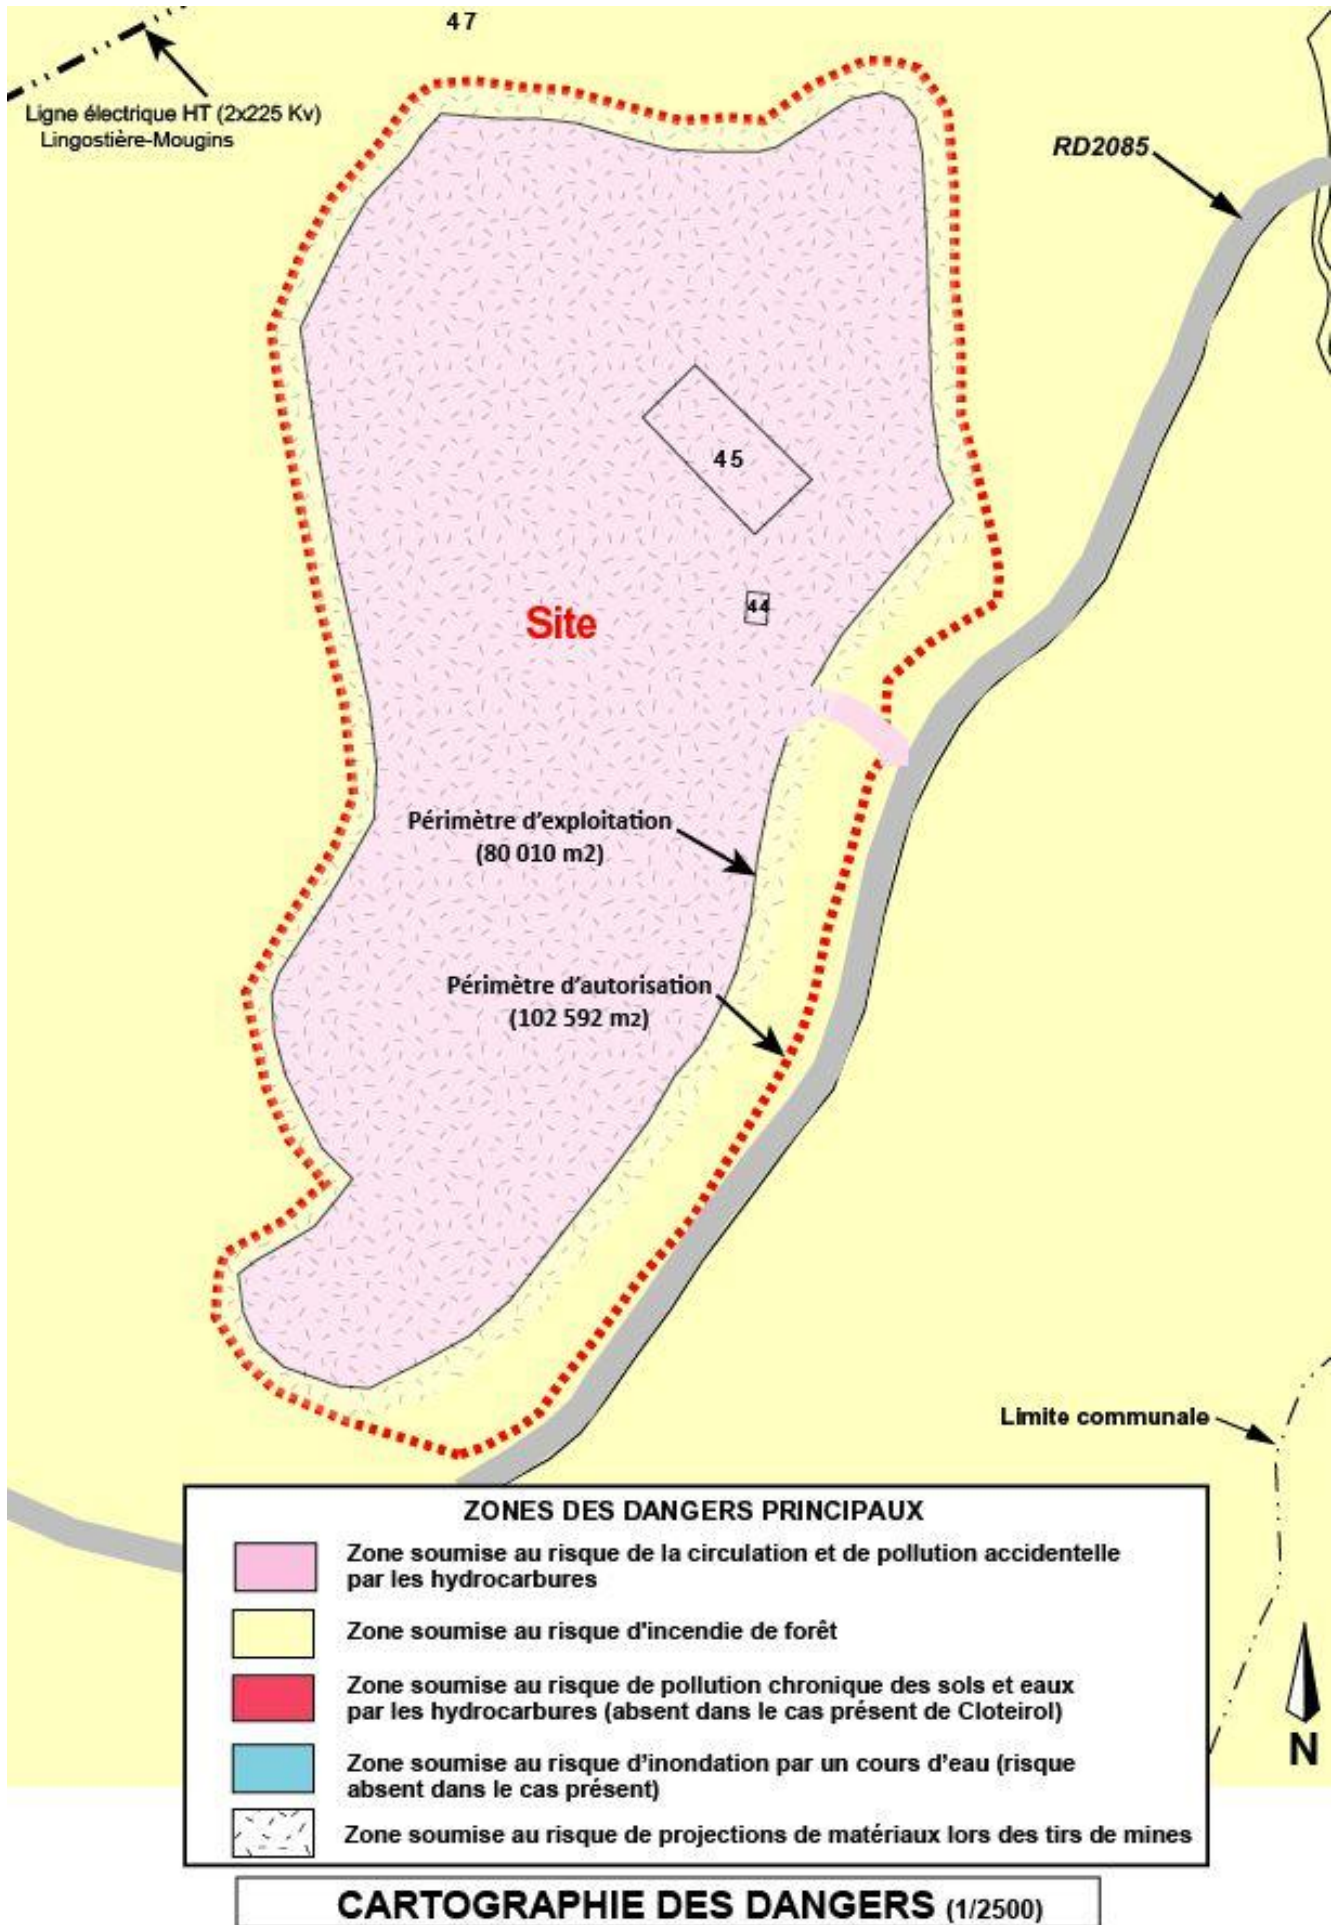 47
Ligne électrique HT (2x225 Kv)
Lingostière-Mougins
RD2085
45
44
Site
Périmètre d'exploitation
(80 010 m2)
Périmètre d'autorisation
(102 592 m2)
Limite communale
ZONES DES DANGERS PRINCIPAUX
Zone soumise au risque de la circulation et de pollution accidentelle
par les hydrocarbures
Zone soumise au risque d'incendie de forêt
Zone soumise au risque de pollution chronique des sols et eaux
par les hydrocarbures (absent dans le cas présent de Cloteirol)
Zone soumise au risque d'inondation par un cours d'eau (risque
absent dans le cas présent)
Zone soumise au risque de projections de matériaux lors des tirs de mines
N
CARTOGRAPHIE DES DANGERS (1/2500)